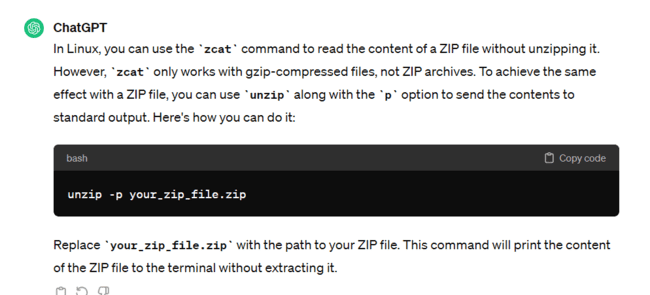 ChatGPT
In Linux, you can use the `zcat` command to read the content of a ZIP file without unzipping it.
However, `zcat` only works with gzip-compressed files, not ZIP archives. To achieve the same
effect with a ZIP file, you can use `unzip` along with the `p` option to send the contents to
standard output. Here's how you can do it:
bash
Copy code
unzip -p your_zip_file.zip
Replace `your_zip_file.zip` with the path to your ZIP file. This command will print the content
of the ZIP file to the terminal without extracting it.